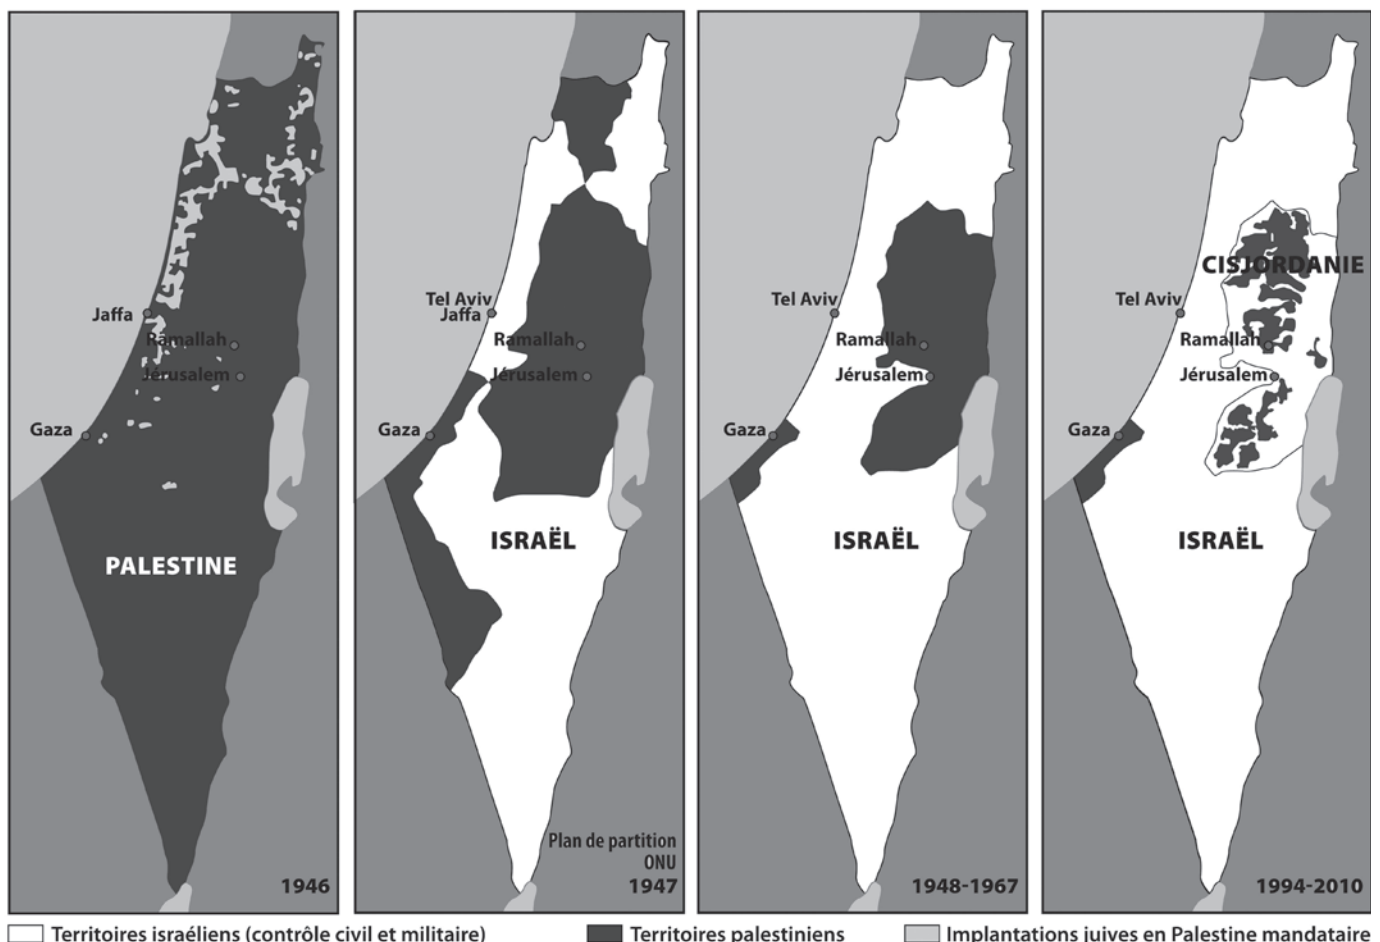 Jaffa
Ramallah
Jérusalem
Gaza
PALESTINE
1946
Tel Aviv
Jaffa
Ramallah
Jérusalem
Gaza
ISRAËL
Plan de partition
ONU
1947
Tel Aviv
Ramallah
Jérusalem
Gaza
ISRAËL
1948-1967
CISJORDANIE
Tel Aviv
Ramallah
Jérusalem
Gaza
ISRAËL
1994-2010
Territoires israéliens (contrôle civil et militaire)
Territoires palestiniens
Implantations juives en Palestine mandataire